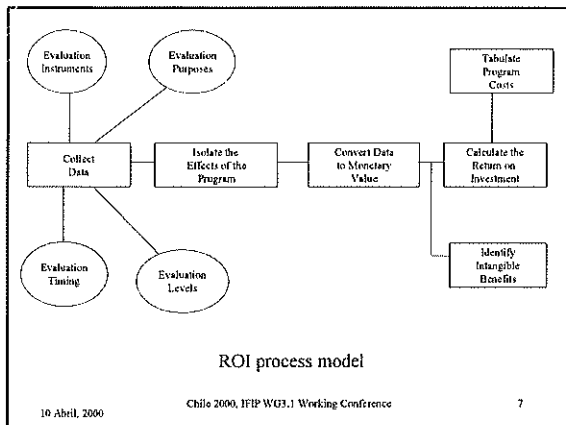 Evaluation
Instruments
Evaluation
Purposes
Tabulate
Program
Costs
Collect
Data
Isolate the
Effects of the
Program
Convert Data
to Monetary
Value
Calculate the
Return on
Investment
Evaluation
Timing
Evaluation
Levels
Identify
Intangible
Benefits
ROI process model
10 Abril, 2000
Chile 2000, IFIP WG3.1 Working Conference
7